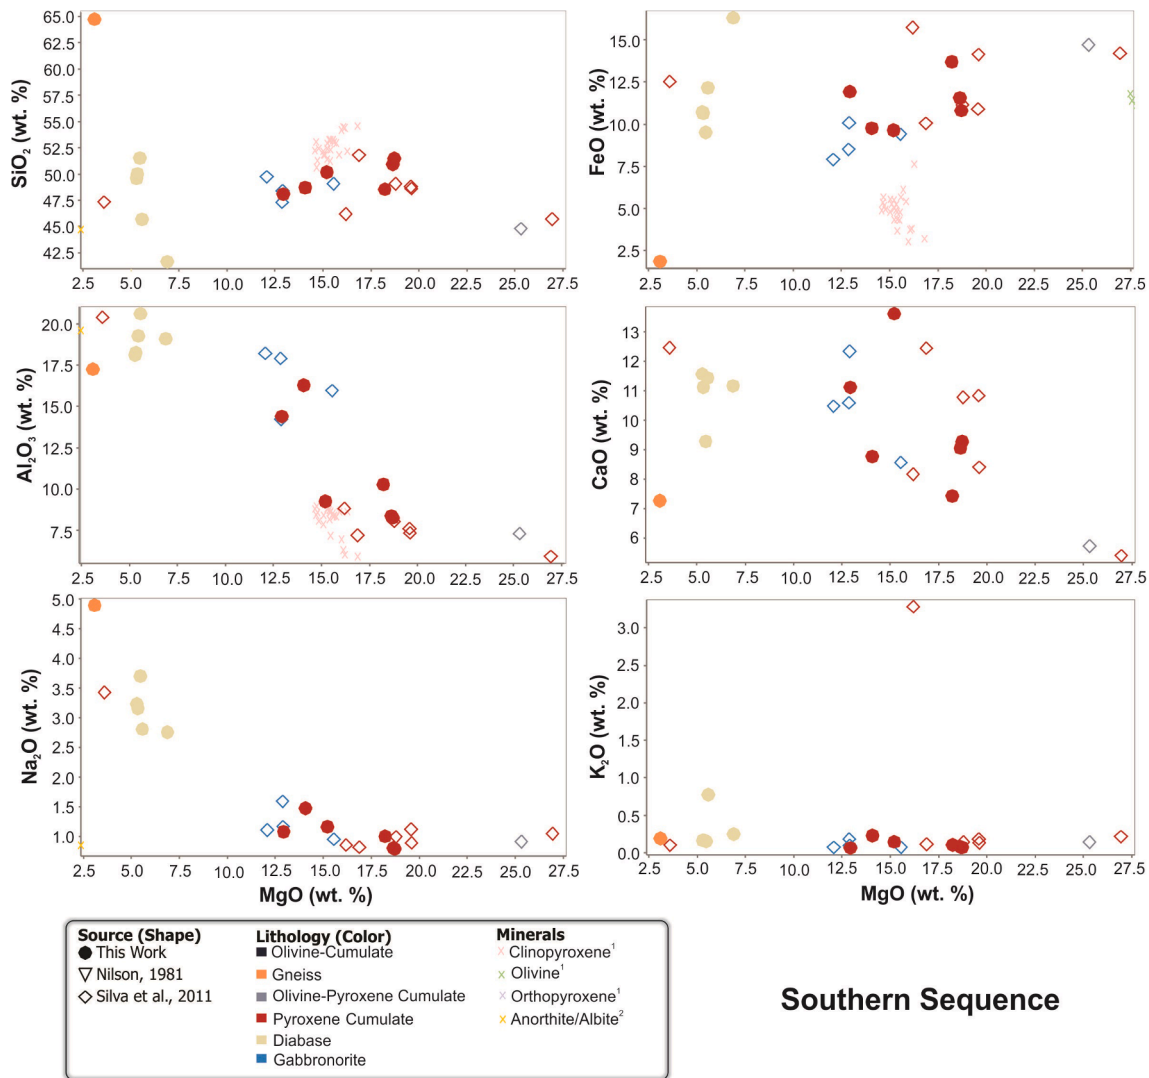 SiO₂ (wt. %)
65.0
62.5
60.0
57.5
55.0
52.5
50.0
47.5
45.0
42.5
2.5 5.0 7.5 10.0 12.5 15.0 17.5 20.0 22.5 25.0 27.5
FeO (wt. %)
15.0
12.5
10.0
7.5
5.0
2.5
2.5 5.0 7.5 10.0 12.5 15.0 17.5 20.0 22.5 25.0 27.5
Al₂O₃ (wt. %)
20.0
17.5
15.0
12.5
10.0
7.5
2.5 5.0 7.5 10.0 12.5 15.0 17.5 20.0 22.5 25.0 27.5
CaO (wt. %)
13
12
11
10
9
8
7
6
2.5 5.0 7.5 10.0 12.5 15.0 17.5 20.0 22.5 25.0 27.5
Na₂O (wt. %)
5.0
4.5
4.0
3.5
3.0
2.5
2.0
1.5
1.0
2.5 5.0 7.5 10.0 12.5 15.0 17.5 20.0 22.5 25.0 27.5
MgO (wt. %)
K₂O (wt. %)
3.0
2.5
2.0
1.5
1.0
0.5
0.0
2.5 5.0 7.5 10.0 12.5 15.0 17.5 20.0 22.5 25.0 27.5
MgO (wt. %)
Source (Shape)
This Work
Nilson, 1981
Silva et al., 2011
Lithology (Color)
Olivine-Cumulate
Gneiss
Olivine-Pyroxene Cumulate
Pyroxene Cumulate
Diabase
Gabbronorite
Minerals
Clinopyroxene¹
Olivine¹
Orthopyroxene¹
Anorthite/Albite²
Southern Sequence